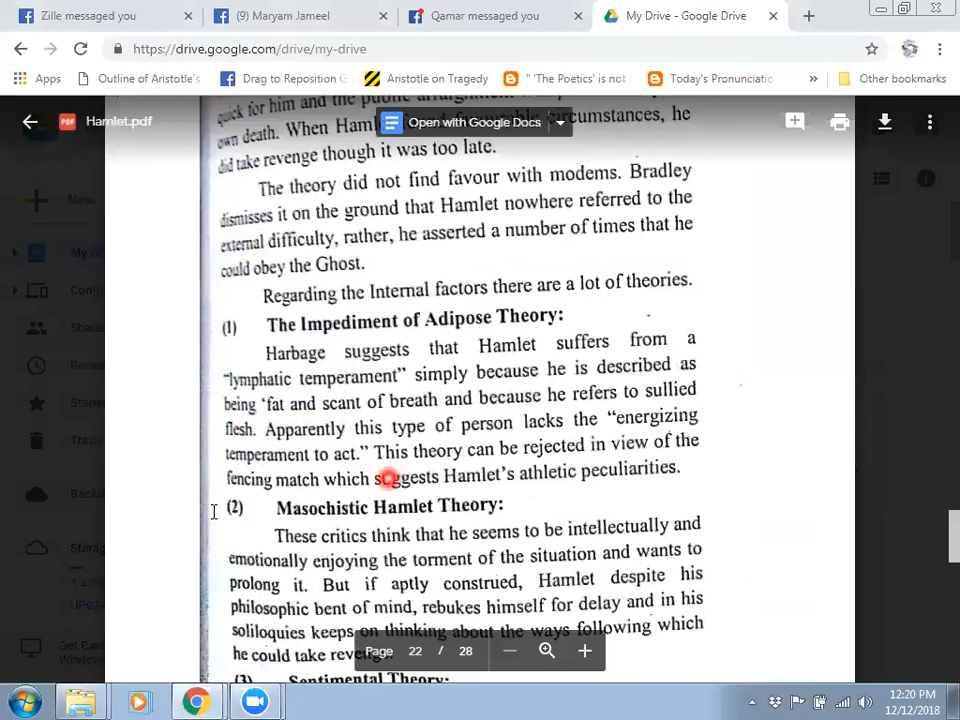 Zille messaged you
(9) Maryam Jameel
Qamar messaged you
My Drive - Google Drive
https://drive.google.com/drive/my-drive
Apps
Outline of Aristotle's
Drag to Reposition
Aristotle on Tragedy
" 'The Poetics' is not
Today's Pronunciatio
Other bookmarks
quick for him and the public
Hamlet.pdf
Open with Google Docs
own death. When Haml circumstances, he
did take revenge though it was too late.
The theory did not find favour with modems. Bradley
dismisses it on the ground that Hamlet nowhere referred to the
external difficulty, rather, he asserted a number of times that he
could obey the Ghost.
Regarding the Internal factors there are a lot of theories.
(1) The Impediment of Adipose Theory:
Harbage suggests that Hamlet suffers from a
"lymphatic temperament" simply because he is described as
being 'fat and scant of breath and because he refers to sullied
flesh. Apparently this type of person lacks the "energizing
temperament to act." This theory can be rejected in view of the
fencing match which suggests Hamlet's athletic peculiarities.
(2) Masochistic Hamlet Theory:
These critics think that he seems to be intellectually and
emotionally enjoying the torment of the situation and wants to
prolong it. But if aptly construed, Hamlet despite his
philosophic bent of mind, rebukes himself for delay and in his
soliloquies keeps on thinking about the ways following which
he could take revenge.
(3) Sentimental Theory:
Page 22 / 28
12:20 PM
12/12/2018